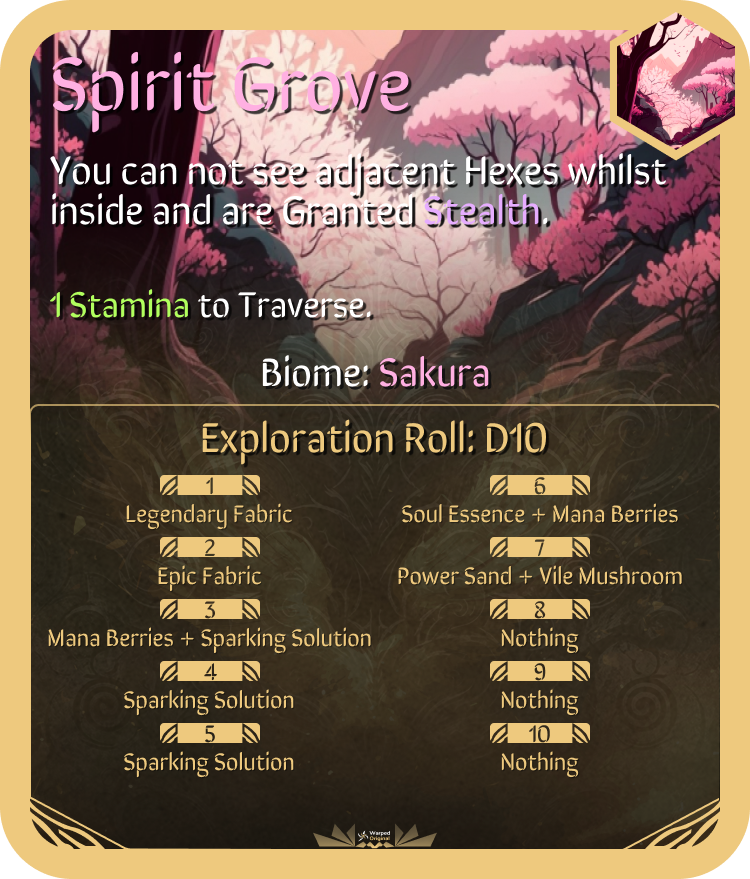 Spirit Grove
You can not see adjacent Hexes whilst
inside and are Granted Stealth.
1 Stamina to Traverse.
Biome: Sakura
Exploration Roll: D10
1
Legendary Fabric
2
Epic Fabric
3
Mana Berries + Sparking Solution
4
Sparking Solution
5
Sparking Solution
6
Soul Essence + Mana Berries
7
Power Sand + Vile Mushroom
8
Nothing
9
Nothing
10
Nothing
Warped
Original